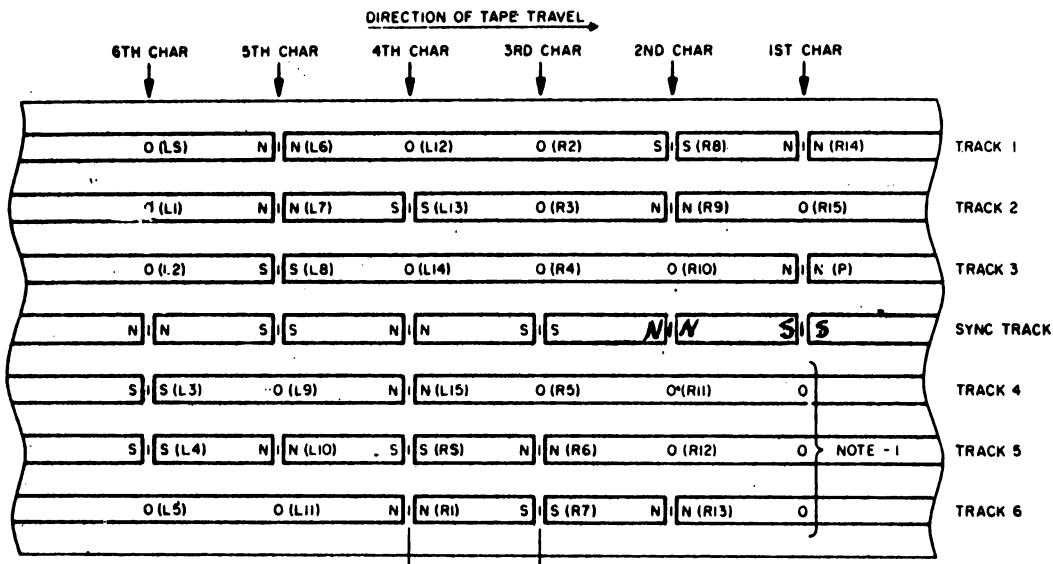 DIRECTION OF TAPE TRAVEL
6TH CHAR 5TH CHAR 4TH CHAR 3RD CHAR 2ND CHAR 1ST CHAR
O (LS) N I N (L6) O (L12) O (R2) S I S (R8) N I N (R14) TRACK 1
O (L1) N I N (L7) S I S (L13) O (R3) N I N (R9) O (R15) TRACK 2
O (L2) S I S (L8) O (L14) O (R4) O (R10) N I N (P) TRACK 3
N I N S I S N I N S I S N I N S I S SYNC TRACK
S I S (L3) O (L9) N I N (L15) O (R5) O (R11) O TRACK 4
S I S (L4) N I N (L10) S I S (RS) N I N (R6) O (R12) O NOTE - 1 TRACK 5
O (L5) O (L11) N I N (R1) S I S (R7) N I N (R13) O TRACK 6